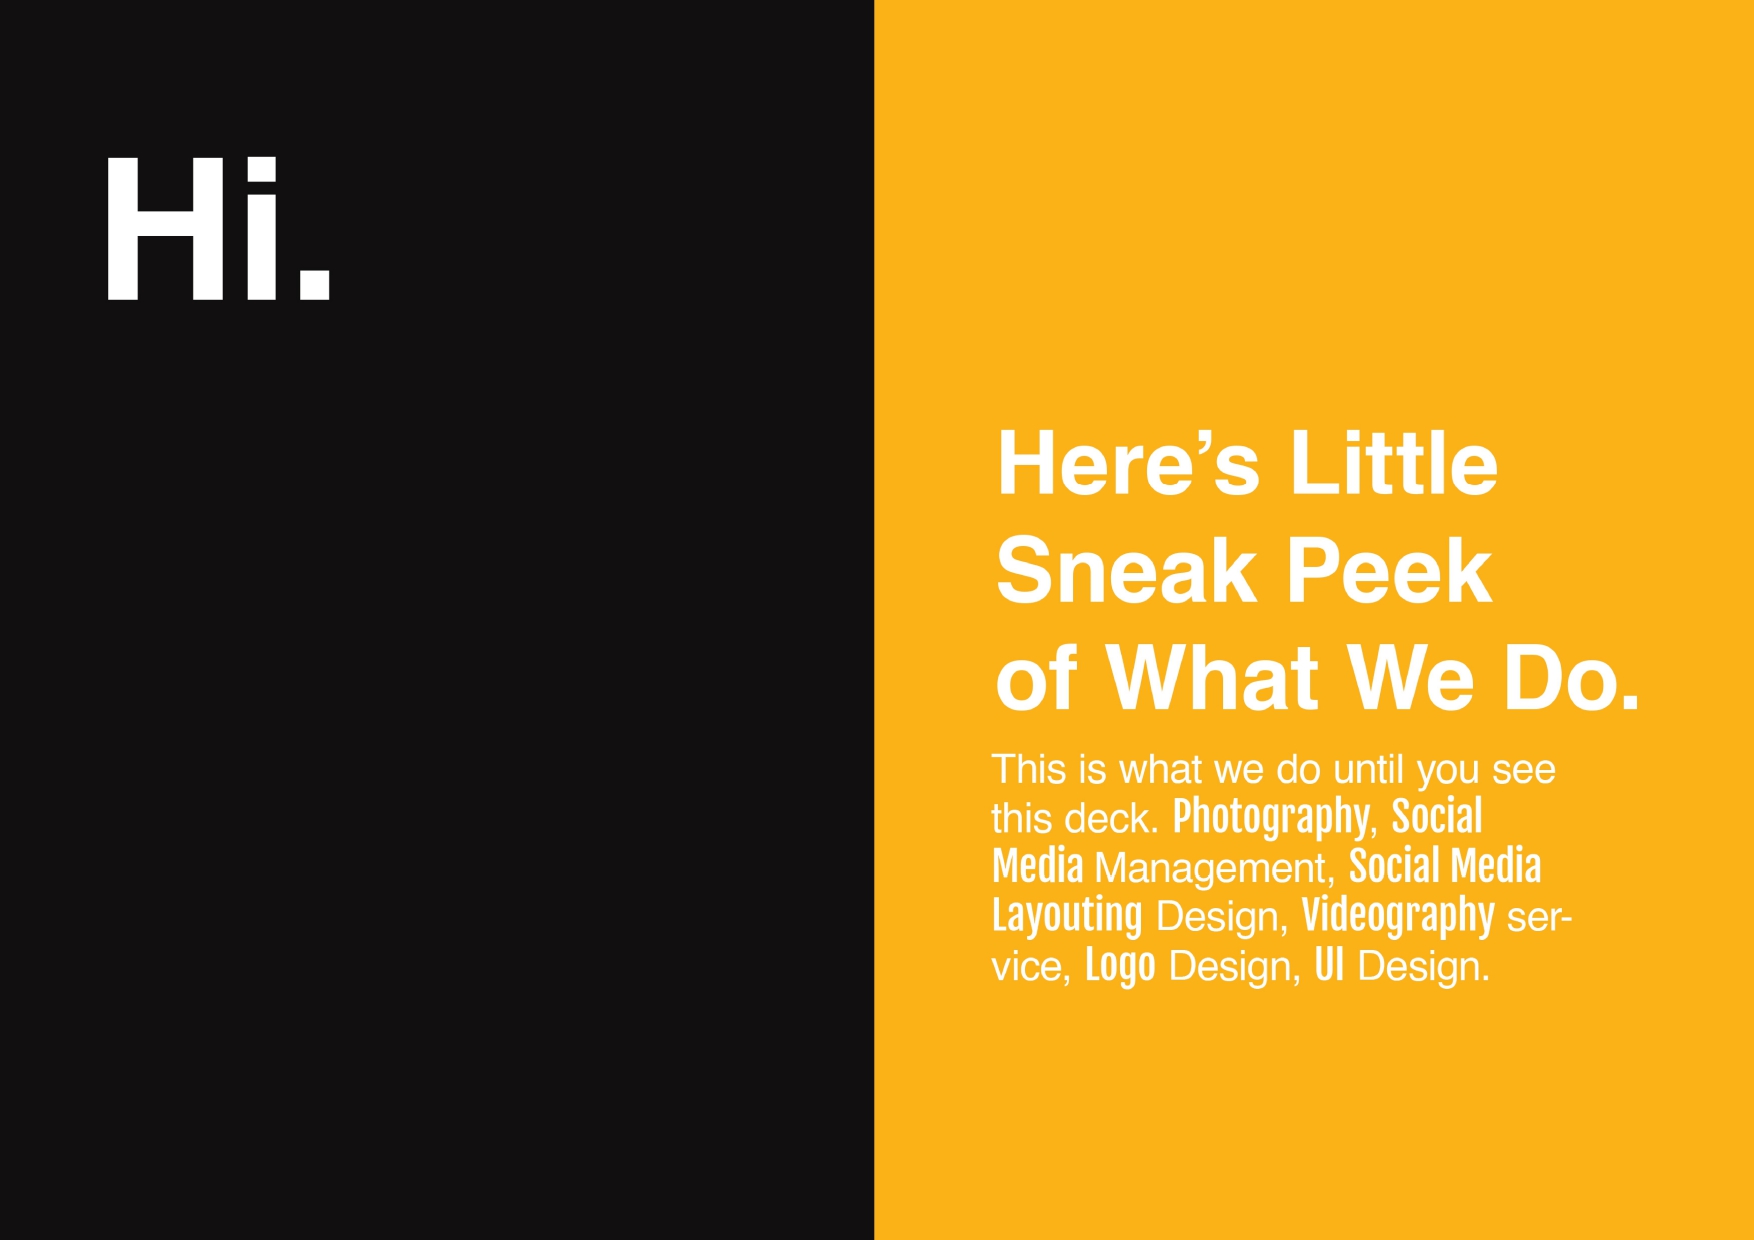 Hi.
Here’s Little
Sneak Peek
of What We Do.
This is what we do until you see
this deck. Photography, Social
Media Management, Social Media
Layouting Design, Videography ser-
vice, Logo Design, UI Design.